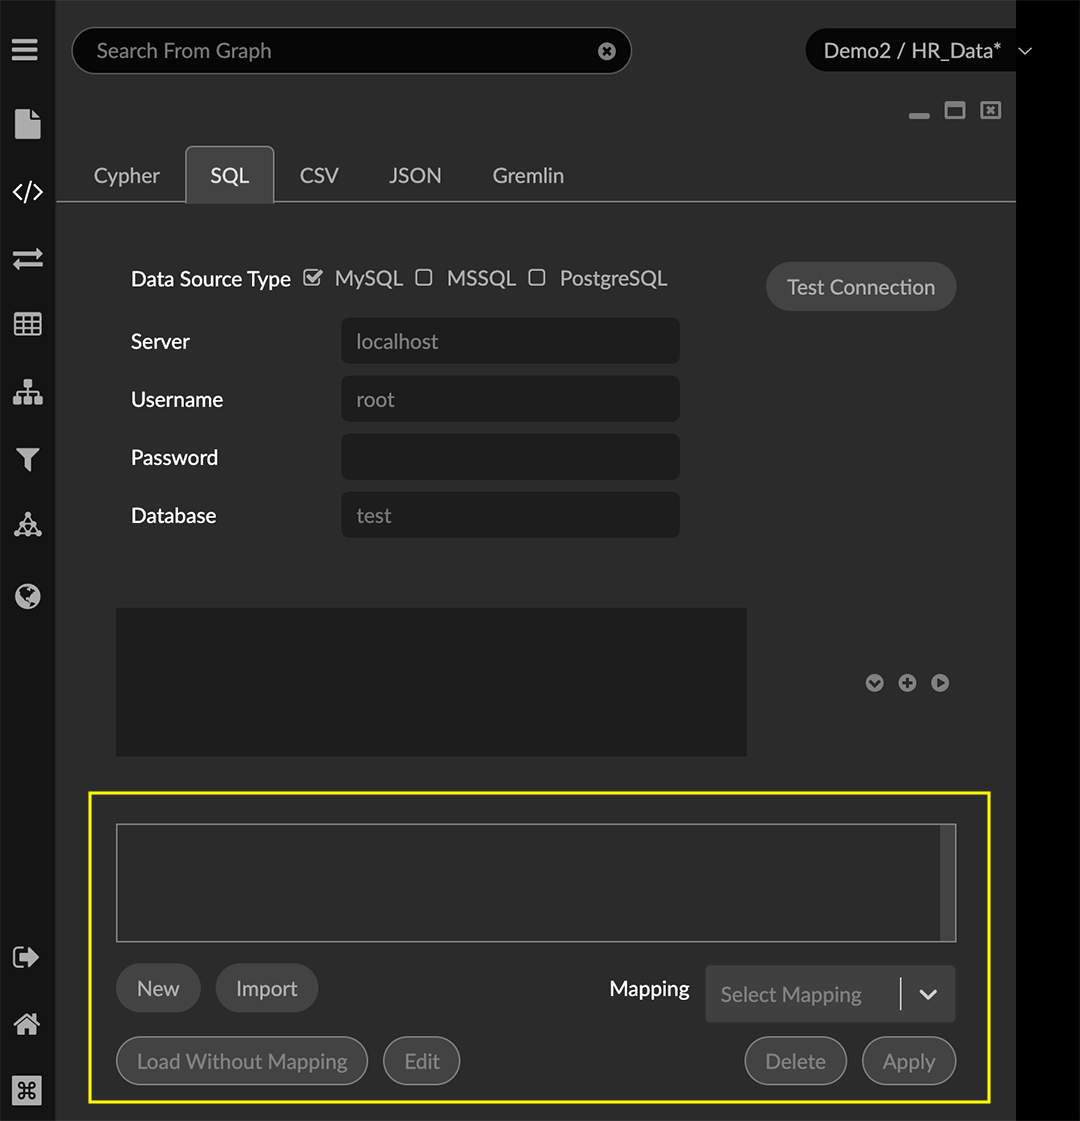 Search From Graph
Demo2 / HR_Data*
Cypher SQL CSV JSON Gremlin
Data Source Type MySQL MSSQL PostgreSQL
Test Connection
Server localhost
Username root
Password
Database test
New Import Mapping Select Mapping
Load Without Mapping Edit Delete Apply